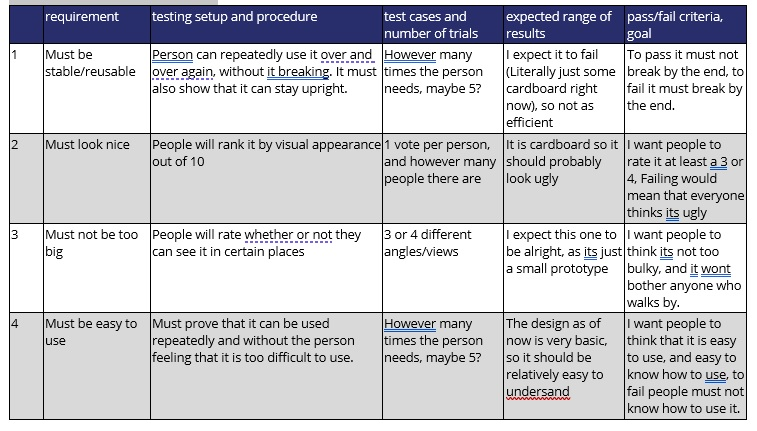 requirement
testing setup and procedure
test cases and
number of trials
expected range of
results
pass/fail criteria,
goal
1
Must be
stable/reusable
Person can repeatedly use it over and
over again, without it breaking. It must
also show that it can stay upright.
However many
times the person
needs, maybe 5?
I expect it to fail
(Literally just some
cardboard right
now), so not as
efficient
To pass it must not
break by the end, to
fail it must break by
the end.
2
Must look nice
People will rank it by visual appearance
out of 10
1 vote per person,
and however many
people there are
It is cardboard so it
should probably
look ugly
I want people to
rate it at least a 3 or
4, Failing would
mean that everyone
thinks its ugly
3
Must not be too
big
People will rate whether or not they
can see it in certain places
3 or 4 different
angles/views
I expect this one to
be alright, as its just
a small prototype
I want people to
think its not too
bulky, and it wont
bother anyone who
walks by.
4
Must be easy to
use
Must prove that it can be used
repeatedly and without the person
feeling that it is too difficult to use.
However many
times the person
needs, maybe 5?
The design as of
now is very basic,
so it should be
relatively easy to
undersand
I want people to
think that it is easy
to use, and easy to
know how to use, to
fail people must not
know how to use it.